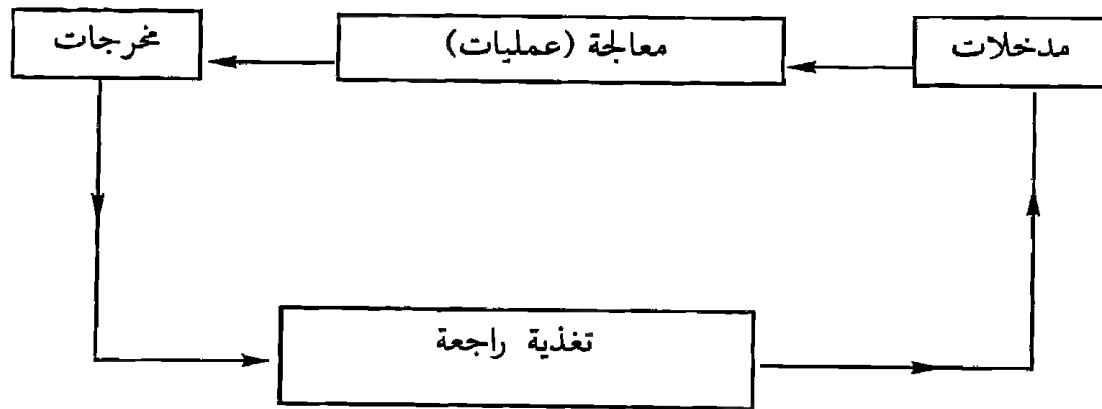 مدخلات
معالجة (عمليات)
مخرجات
تغذية راجعة